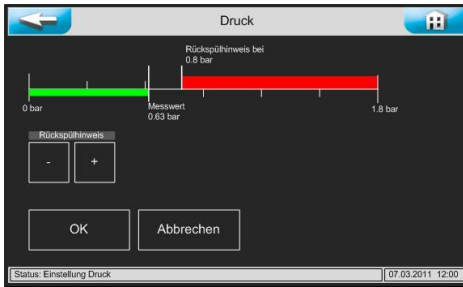 Druck
Rückspülhinweis bei
0.8 bar
0 bar
Messwert
0.63 bar
1.8 bar
Rückspülhinweis
-
+
OK
Abbrechen
Status: Einstellung Druck
07.03.2011 12:00